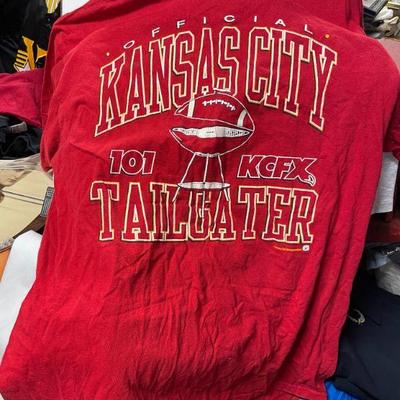 OFFICIAL
KANSAS CITY
101 KCFX
TAILGATER